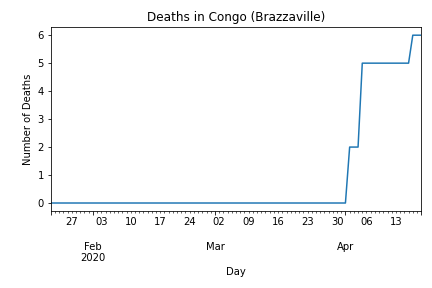 Deaths in Congo (Brazzaville)
6
5
4
3
2
1
0
Number of Deaths
27 03 10 17 24 02 09 16 23 30 06 13
Feb Mar Apr
2020
Day